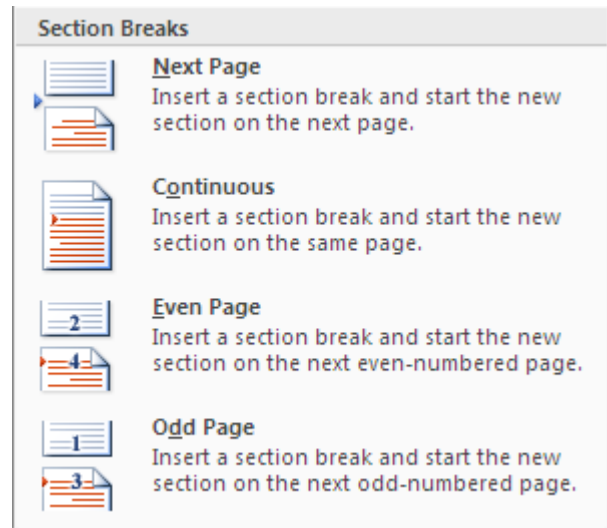 Section Breaks
Next Page
Insert a section break and start the new
section on the next page.
Continuous
Insert a section break and start the new
section on the same page.
2
Even Page
Insert a section break and start the new
4
section on the next even-numbered page.
1
Odd Page
Insert a section break and start the new
3
section on the next odd-numbered page.